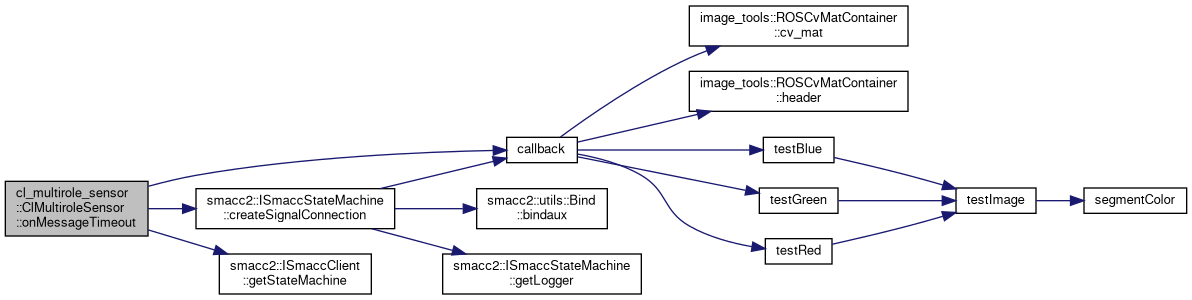 cl_multirole_sensor
::ClMultiroleSensor
::onMessageTimeout
smacc2::ISmaccStateMachine
::createSignalConnection
smacc2::ISmaccClient
::getStateMachine
callback
smacc2::utils::Bind
::bindaux
smacc2::ISmaccStateMachine
::getLogger
image_tools::ROSCvMatContainer
::cv_mat
image_tools::ROSCvMatContainer
::header
testBlue
testGreen
testRed
testImage
segmentColor